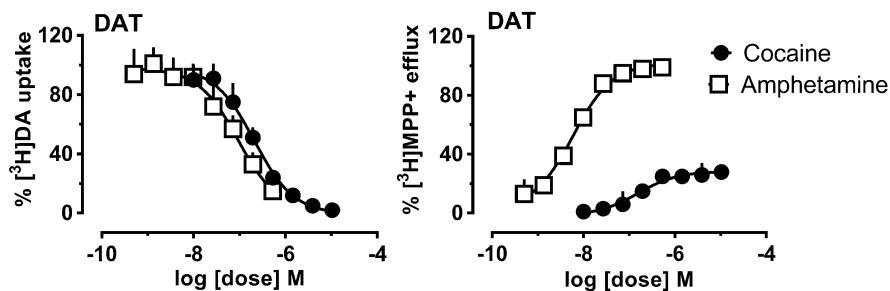 DAT
% [³H]DA uptake
120
80
40
0
-10 -8 -6 -4
log [dose] M
DAT
% [³H]MPP+ efflux
120
80
40
0
-10 -8 -6 -4
log [dose] M
Cocaine
Amphetamine